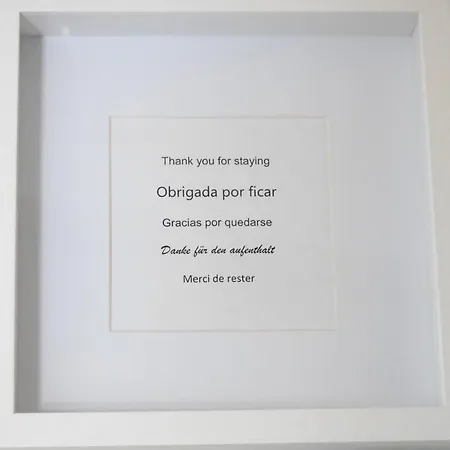 Thank you for staying
Obrigada por ficar
Gracias por quedarse
Danke für den aufenthalt
Merci de rester